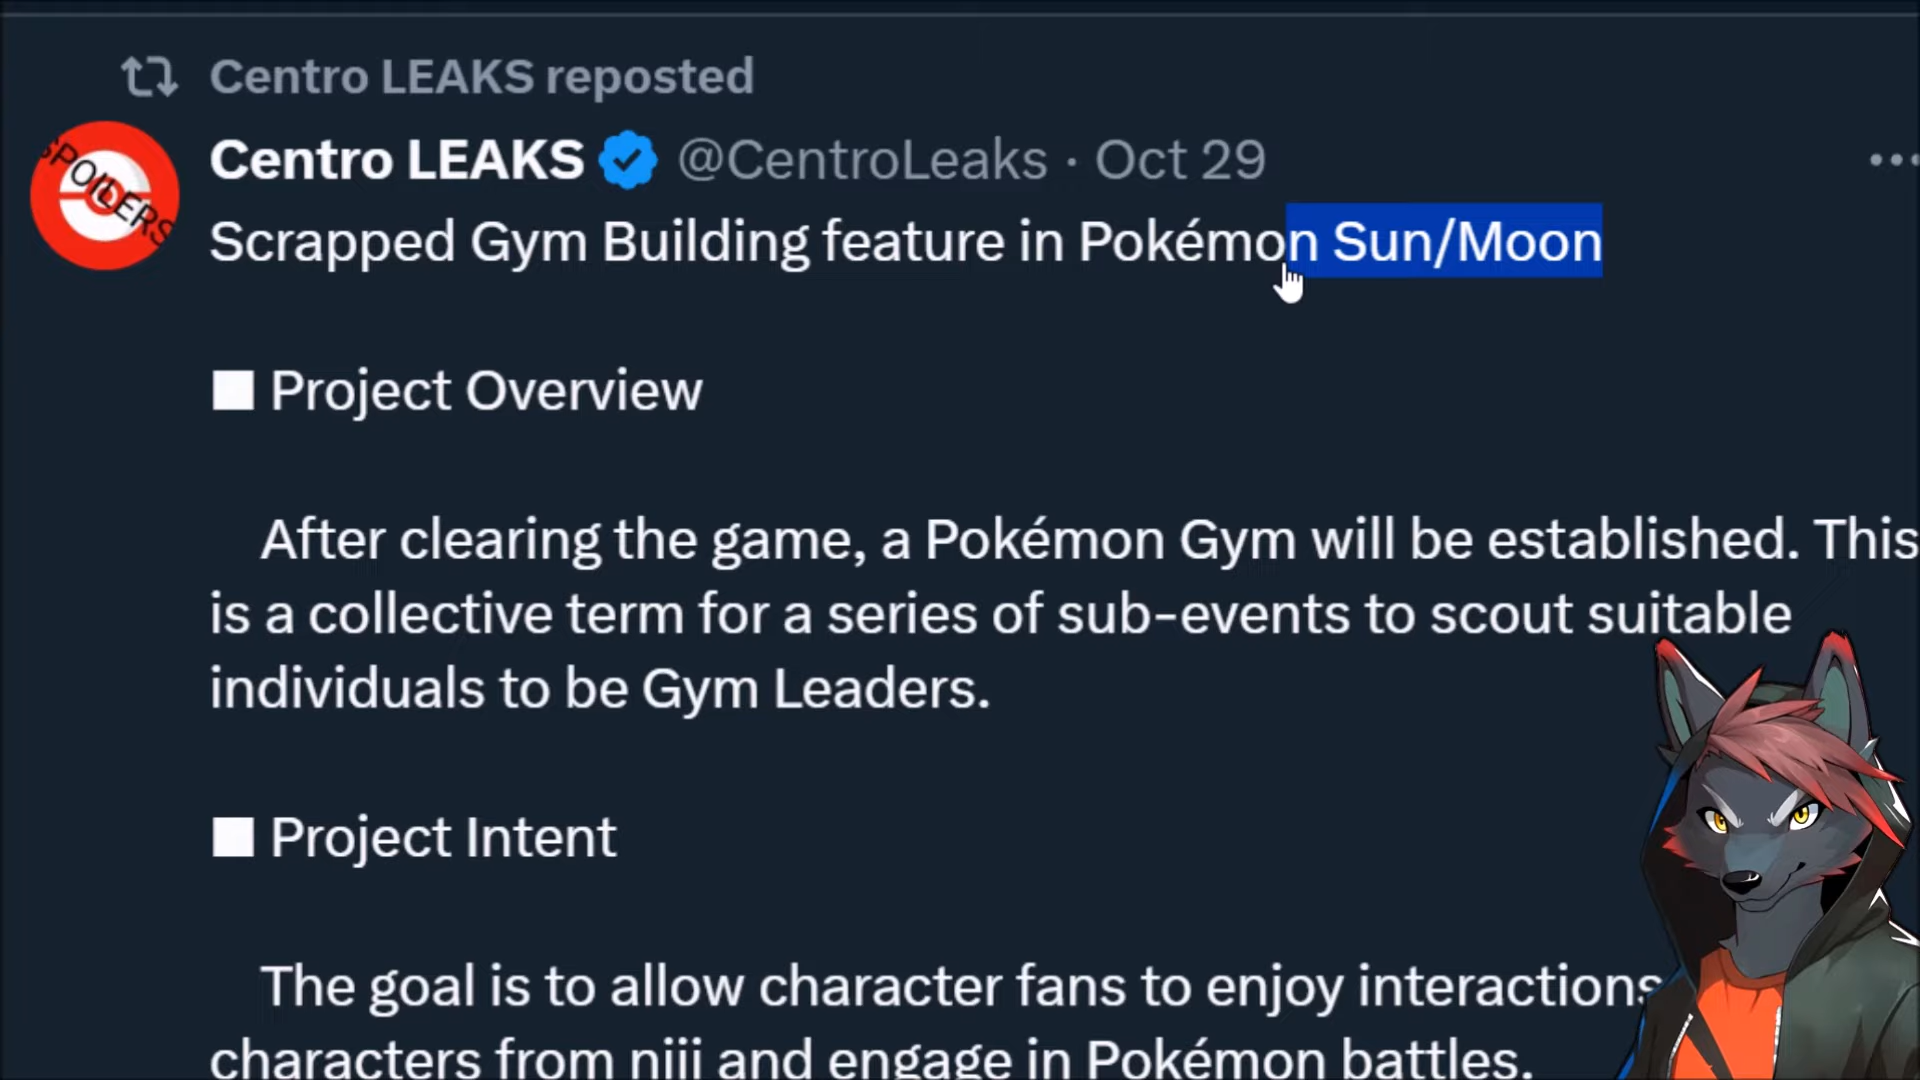 Centro LEAKS reposted
Centro LEAKS @CentroLeaks · Oct 29
SPOILERS
Scrapped Gym Building feature in Pokémon Sun/Moon
■ Project Overview
After clearing the game, a Pokémon Gym will be established. This
is a collective term for a series of sub-events to scout suitable
individuals to be Gym Leaders.
■ Project Intent
The goal is to allow character fans to enjoy interactions
characters from niji and engage in Pokémon battles.